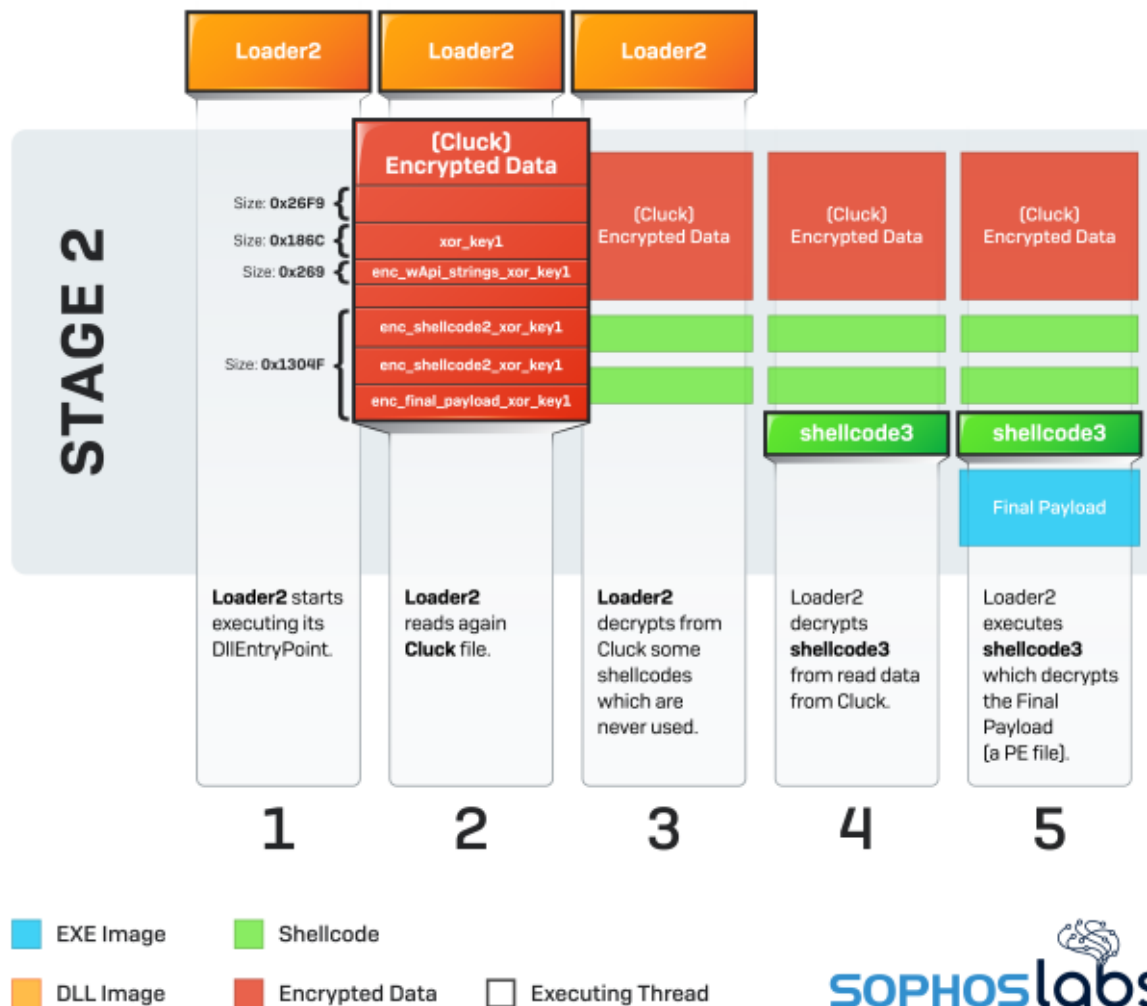 Loader2
Loader2
Loader2
STAGE 2
(Cluck)
Encrypted Data
Size: 0x26F9
Size: 0x186C
xor_key1
Size: 0x269
enc_wApi_strings_xor_key1
Size: 0x1304F
enc_shellcode2_xor_key1
enc_shellcode2_xor_key1
enc_final_payload_xor_key1
(Cluck)
Encrypted Data
(Cluck)
Encrypted Data
(Cluck)
Encrypted Data
shellcode3
shellcode3
Final Payload
Loader2 starts
executing its
DllEntryPoint.
Loader2
reads again
Cluck file.
Loader2
decrypts from
Cluck some
shellcodes
which are
never used.
Loader2
decrypts
shellcode3
from read data
from Cluck.
Loader2
executes
shellcode3
which decrypts
the Final
Payload
(a PE file).
1
2
3
4
5
EXE Image
Shellcode
DLL Image
Encrypted Data
Executing Thread
SOPHOSlabs